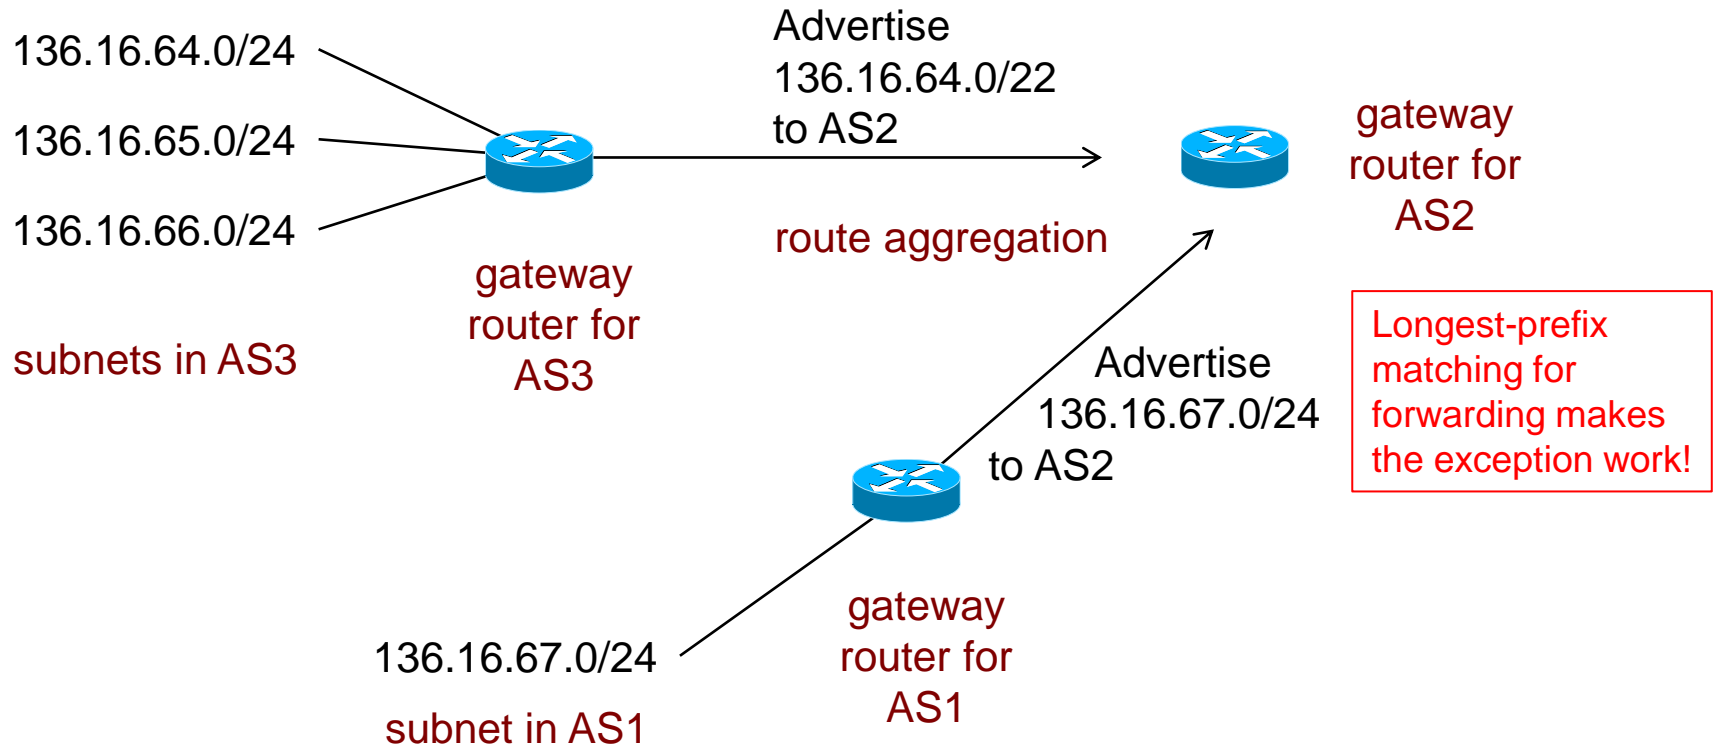 136.16.64.0/24
136.16.65.0/24
136.16.66.0/24
subnets in AS3
gateway
router for
AS3
Advertise
136.16.64.0/22
to AS2
route aggregation
gateway
router for
AS2
Longest-prefix
matching for
forwarding makes
the exception work!
Advertise
136.16.67.0/24
to AS2
gateway
router for
AS1
136.16.67.0/24
subnet in AS1